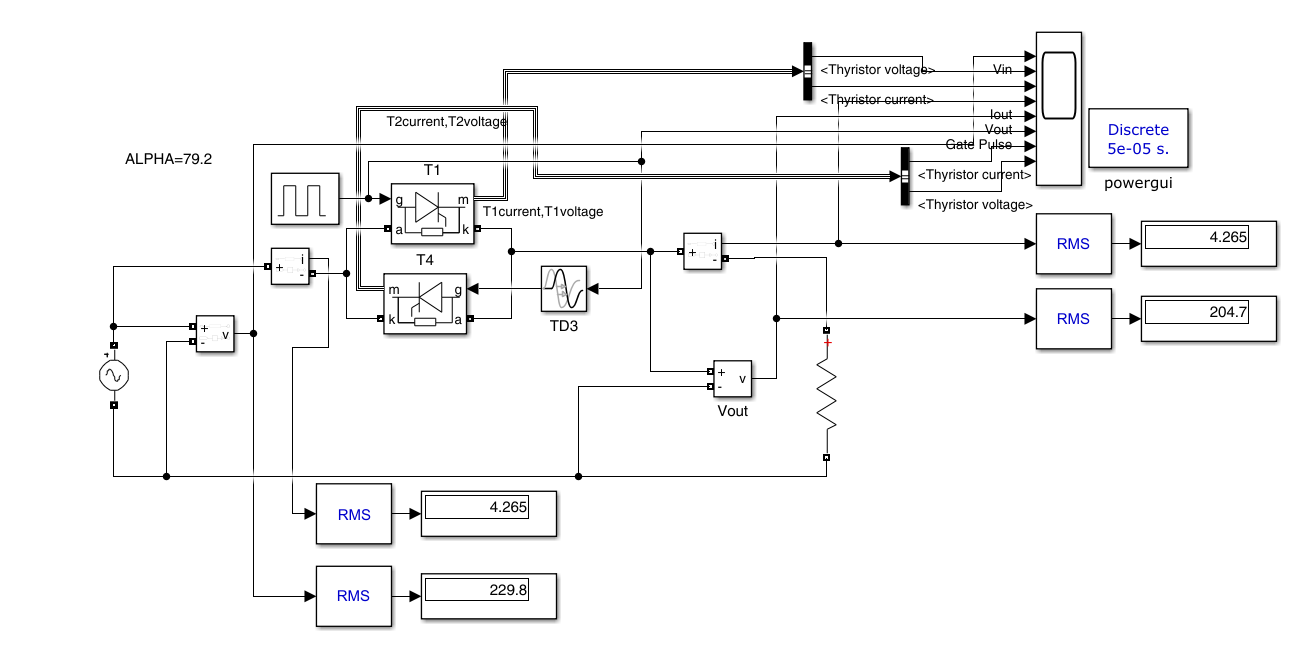 <Thyristor voltage>
Vin
<Thyristor current>
Iout
Vout
Gate Pulse
<Thyristor current>
<Thyristor voltage>
Discrete
5e-05 s.
powergui
T2current,T2voltage
ALPHA=79.2
T1
g m
a k
T1current,T1voltage
T4
m g
k a
TD3
+ i
-
+ i
-
RMS
4.265
RMS
204.7
+ v
-
+
+
+ v
-
Vout
RMS
4.265
RMS
229.8